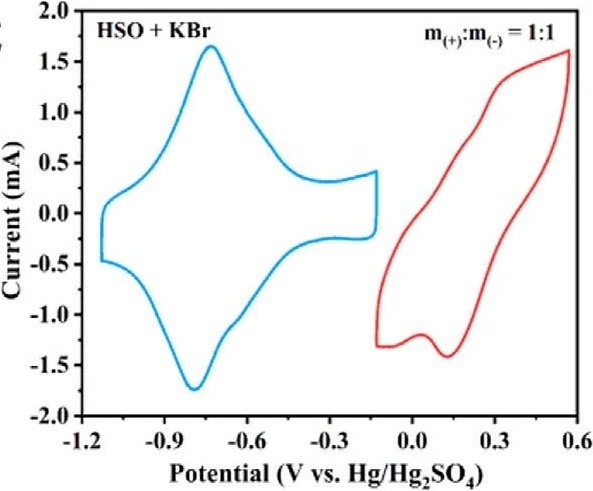 HSO + KBr
m(+):m(-) = 1:1
2.0
1.5
1.0
0.5
0.0
-0.5
-1.0
-1.5
-2.0
Current (mA)
-1.2 -0.9 -0.6 -0.3 0.0 0.3 0.6
Potential (V vs. Hg/Hg₂SO₄)